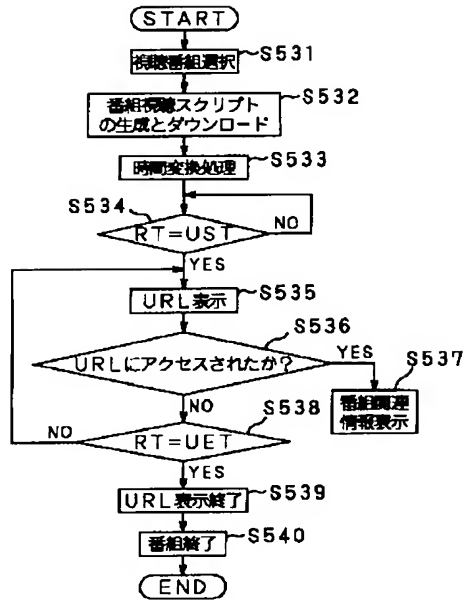 START
視聴番組選択
S531
番組視聴スクリプト
の生成とダウンロード
S532
時間変換処理
S533
S534
RT=UST
NO
YES
URL表示
S535
URLにアクセスされたか?
S536
YES
S537
番組関連
情報表示
NO
S538
RT=UET
NO
YES
URL表示終了
S539
番組終了
S540
END